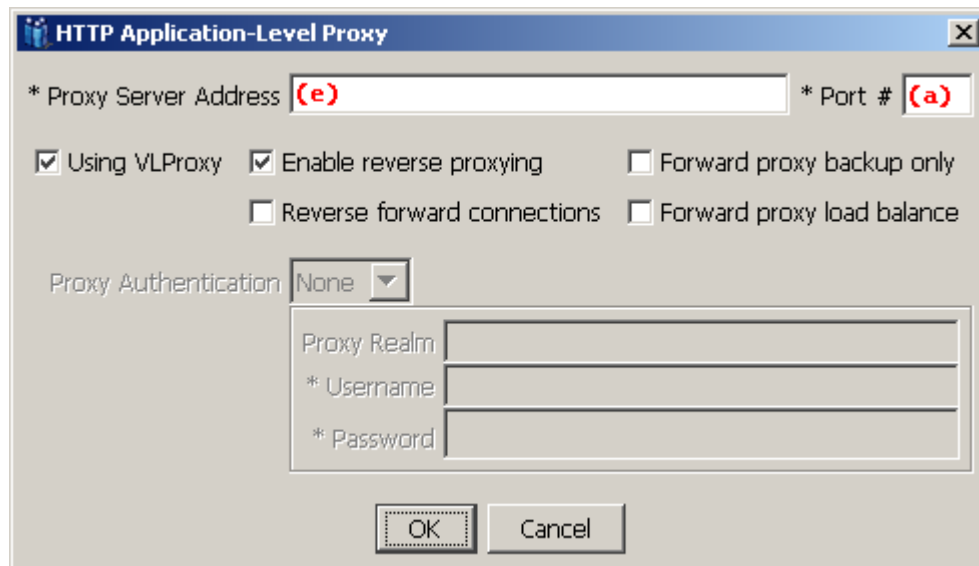 HTTP Application-Level Proxy
* Proxy Server Address (e) * Port # (a)
Using VLProxy Enable reverse proxying Forward proxy backup only
Reverse forward connections Forward proxy load balance
Proxy Authentication None
Proxy Realm
* Username
* Password
OK Cancel